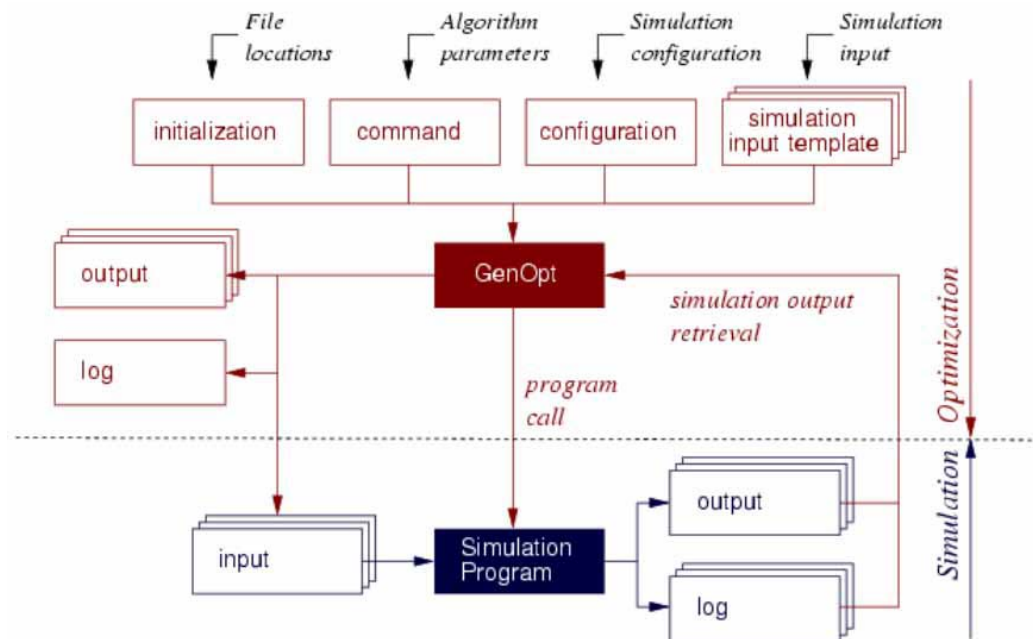 File
locations
Algorithm
parameters
Simulation
configuration
Simulation
input
initialization
command
configuration
simulation
input template
output
GenOpt
simulation output
retrieval
log
program
call
Optimization
Simulation
input
Simulation
Program
output
log